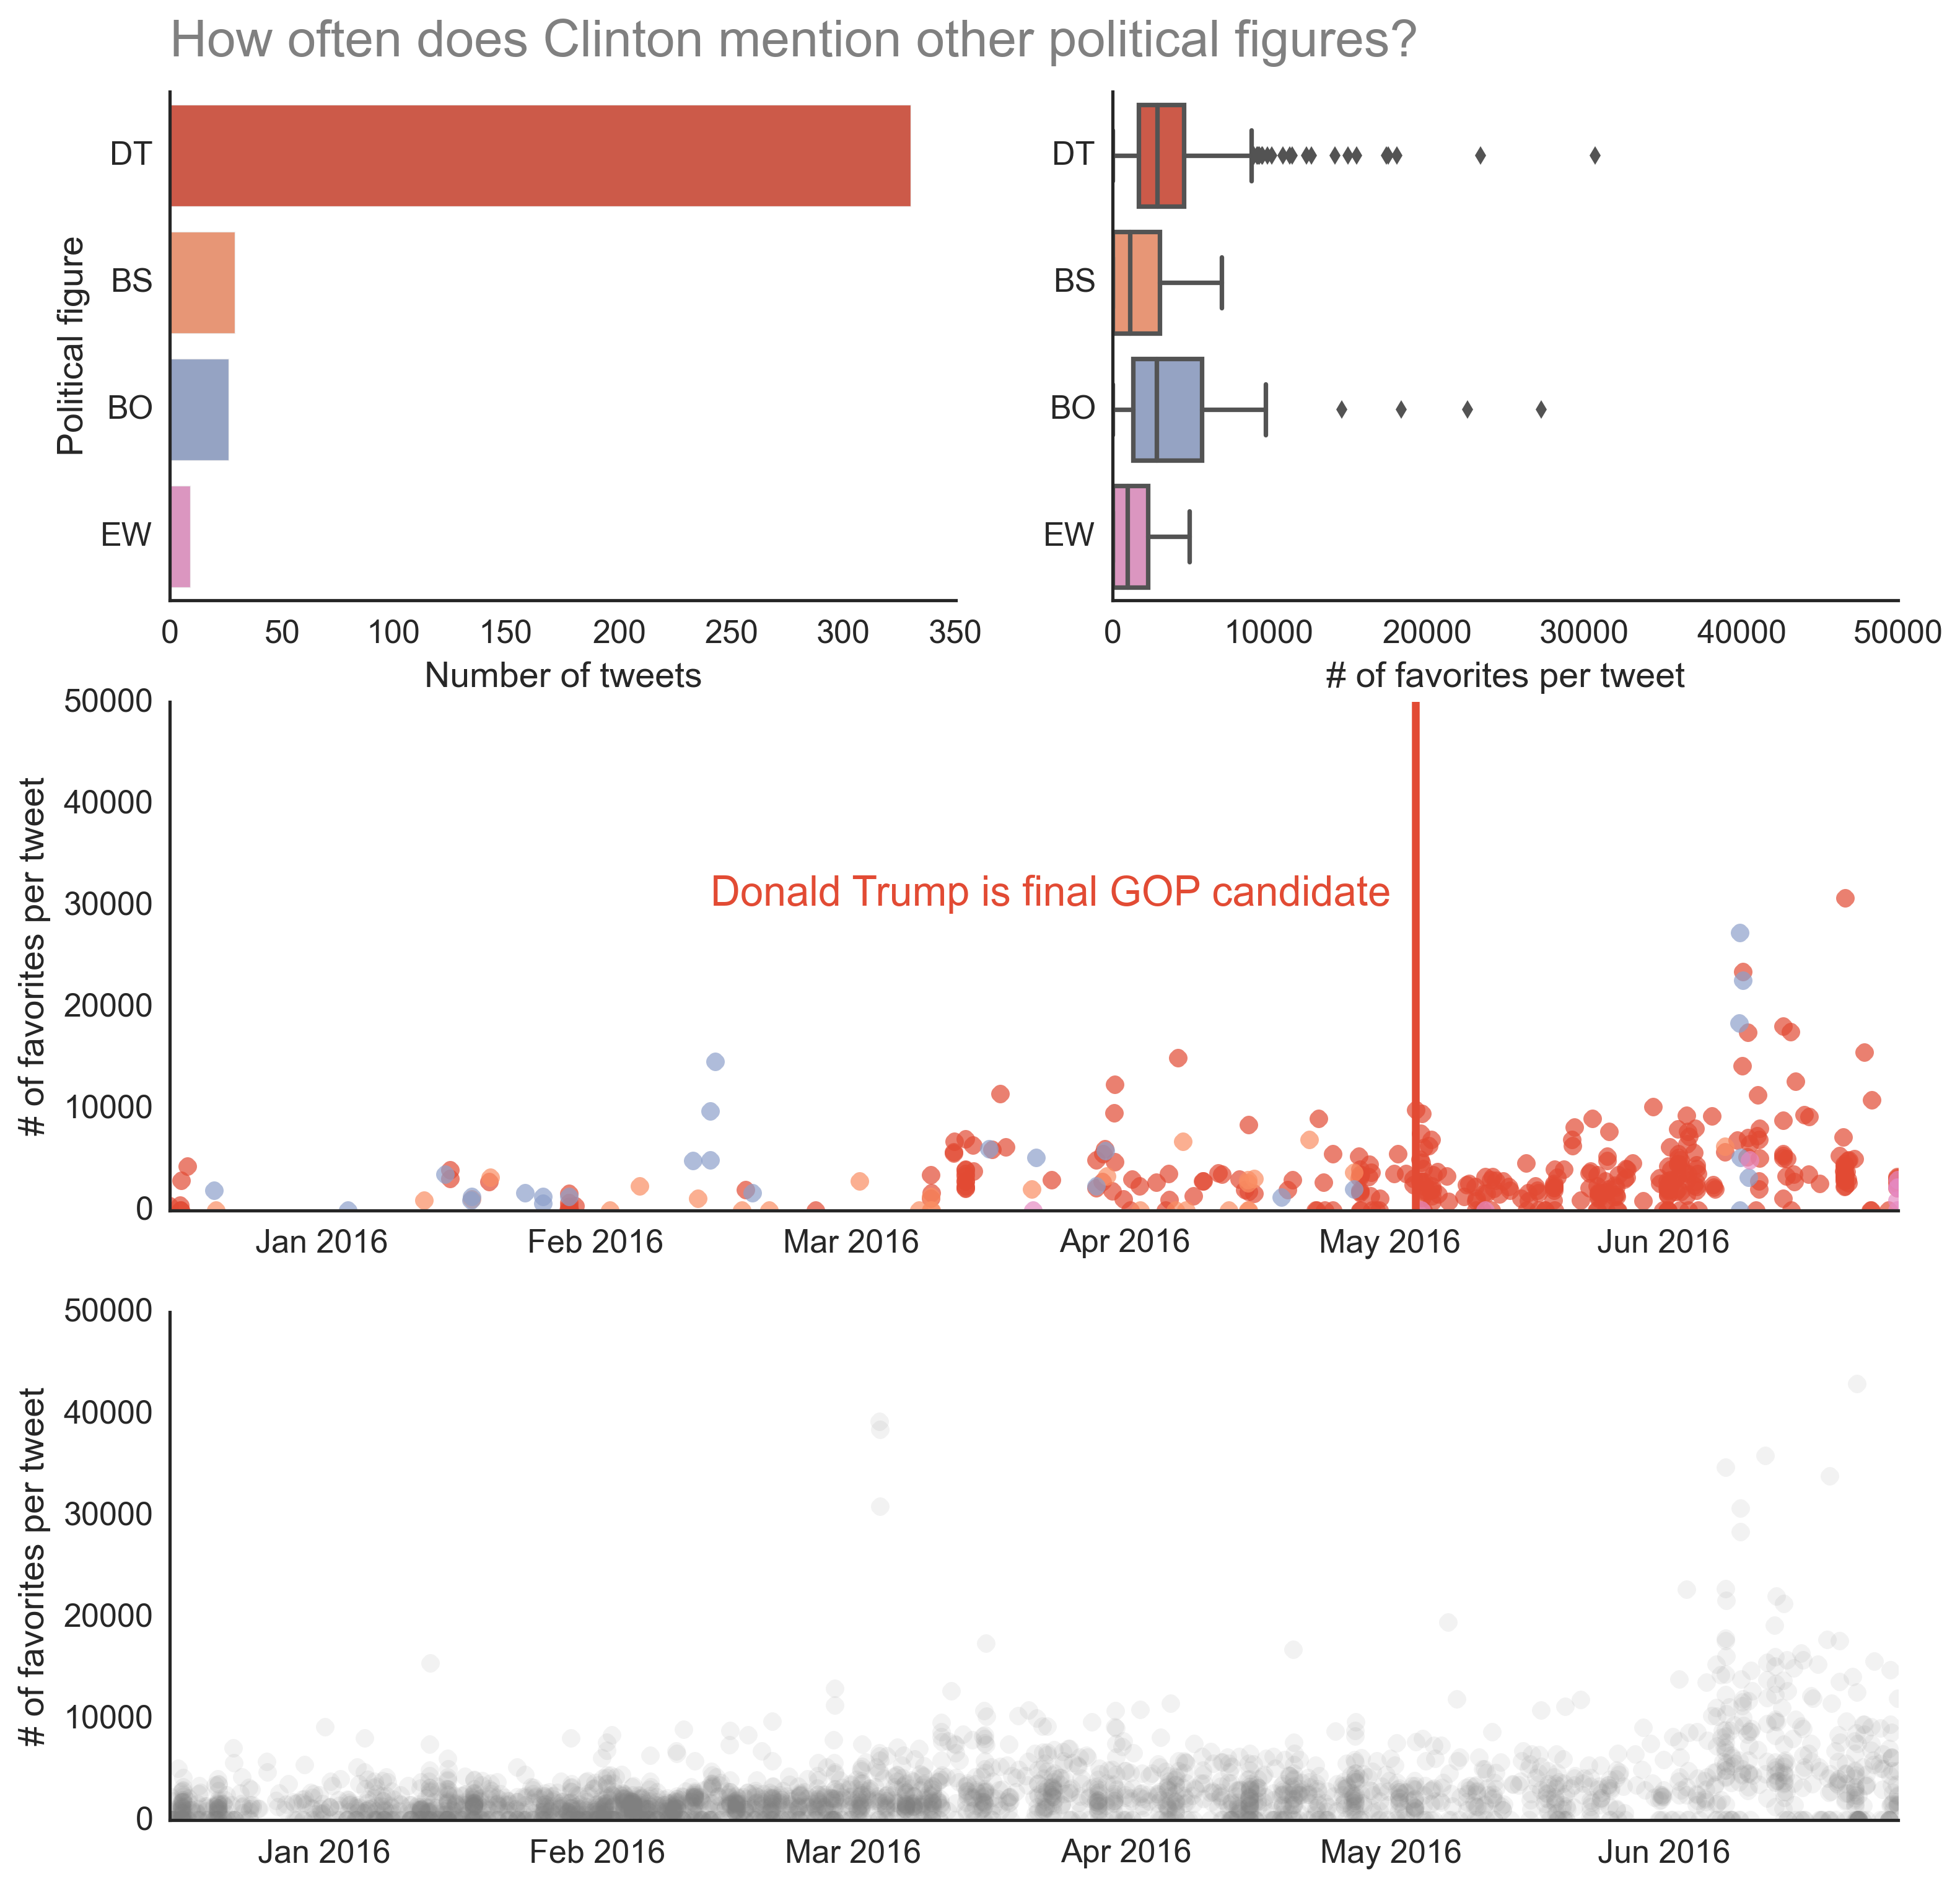 How often does Clinton mention other political figures?
Political figure
DT
BS
BO
EW
0 50 100 150 200 250 300 350
Number of tweets
DT
BS
BO
EW
0 10000 20000 30000 40000 50000
# of favorites per tweet
# of favorites per tweet
50000
40000
30000
20000
10000
0
Donald Trump is final GOP candidate
Jan 2016 Feb 2016 Mar 2016 Apr 2016 May 2016 Jun 2016
# of favorites per tweet
50000
40000
30000
20000
10000
0
Jan 2016 Feb 2016 Mar 2016 Apr 2016 May 2016 Jun 2016